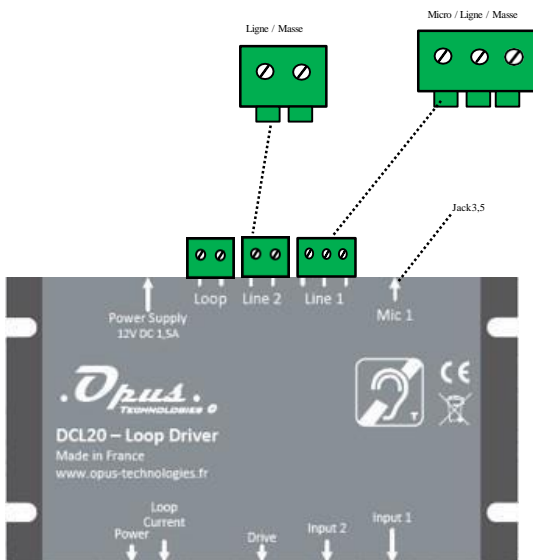 Ligne / Masse
Micro / Ligne / Masse
Jack3,5
Loop
Line 2
Line 1
Mic 1
Power Supply
12V DC 1,5A
.Opus.
TECHNOLOGIES
T
CE
DCL20 – Loop Driver
Made in France
www.opus-technologies.fr
Loop
Current
Power
Drive
Input 2
Input 1